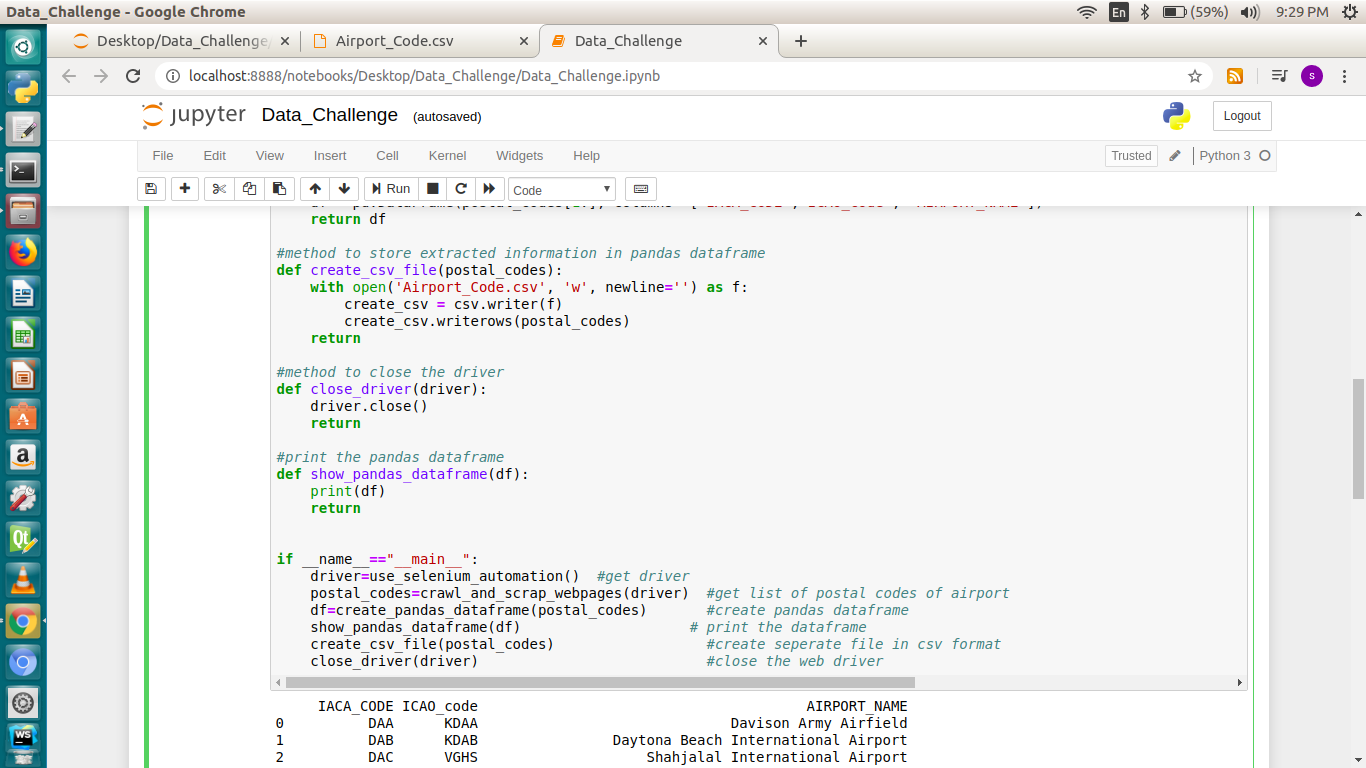 Data_Challenge - Google Chrome En (59%) 9:29 PM
Desktop/Data_Challenge/ Airport_Code.csv Data_Challenge
localhost:8888/notebooks/Desktop/Data_Challenge/Data_Challenge.ipynb s
jupyter Data_Challenge (autosaved) Logout
File Edit View Insert Cell Kernel Widgets Help Trusted Python 3
Run Code
return df
#method to store extracted information in pandas dataframe
def create_csv_file(postal_codes):
with open('Airport_Code.csv', 'w', newline='') as f:
create_csv = csv.writer(f)
create_csv.writerows(postal_codes)
return
#method to close the driver
def close_driver(driver):
driver.close()
return
#print the pandas dataframe
def show_pandas_dataframe(df):
print(df)
return
if __name__=="__main__":
driver=use_selenium_automation() #get driver
postal_codes=crawl_and_scrap_webpages(driver) #get list of postal codes of airport
df=create_pandas_dataframe(postal_codes) #create pandas dataframe
show_pandas_dataframe(df) # print the dataframe
create_csv_file(postal_codes) #create seperate file in csv format
close_driver(driver) #close the web driver
IACA_CODE ICAO_code AIRPORT_NAME
0 DAA KDAA Davison Army Airfield
1 DAB KDAB Daytona Beach International Airport
2 DAC VGHS Shahjalal International Airport
a
Qt
WS